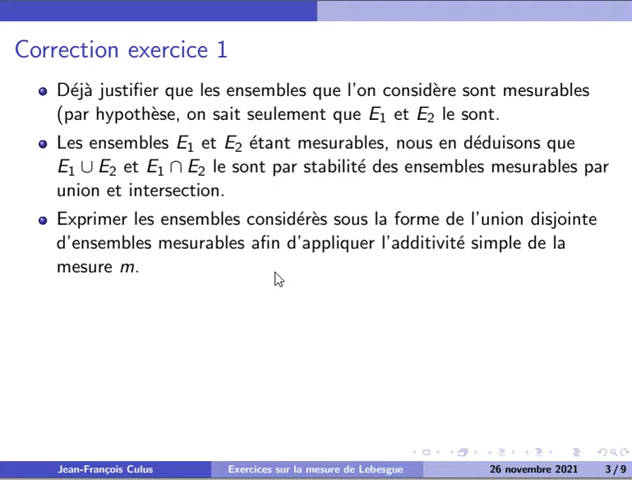 Correction exercice 1
Déjà justifier que les ensembles que l'on considère sont mesurables
(par hypothèse, on sait seulement que E₁ et E₂ le sont.
Les ensembles E₁ et E₂ étant mesurables, nous en déduisons que
E₁ ∪ E₂ et E₁ ∩ E₂ le sont par stabilité des ensembles mesurables par
union et intersection.
Exprimer les ensembles considérès sous la forme de l'union disjointe
d'ensembles mesurables afin d'appliquer l'additivité simple de la
mesure m.
Jean-François Culus Exercices sur la mesure de Lebesgue 26 novembre 2021 3 / 9